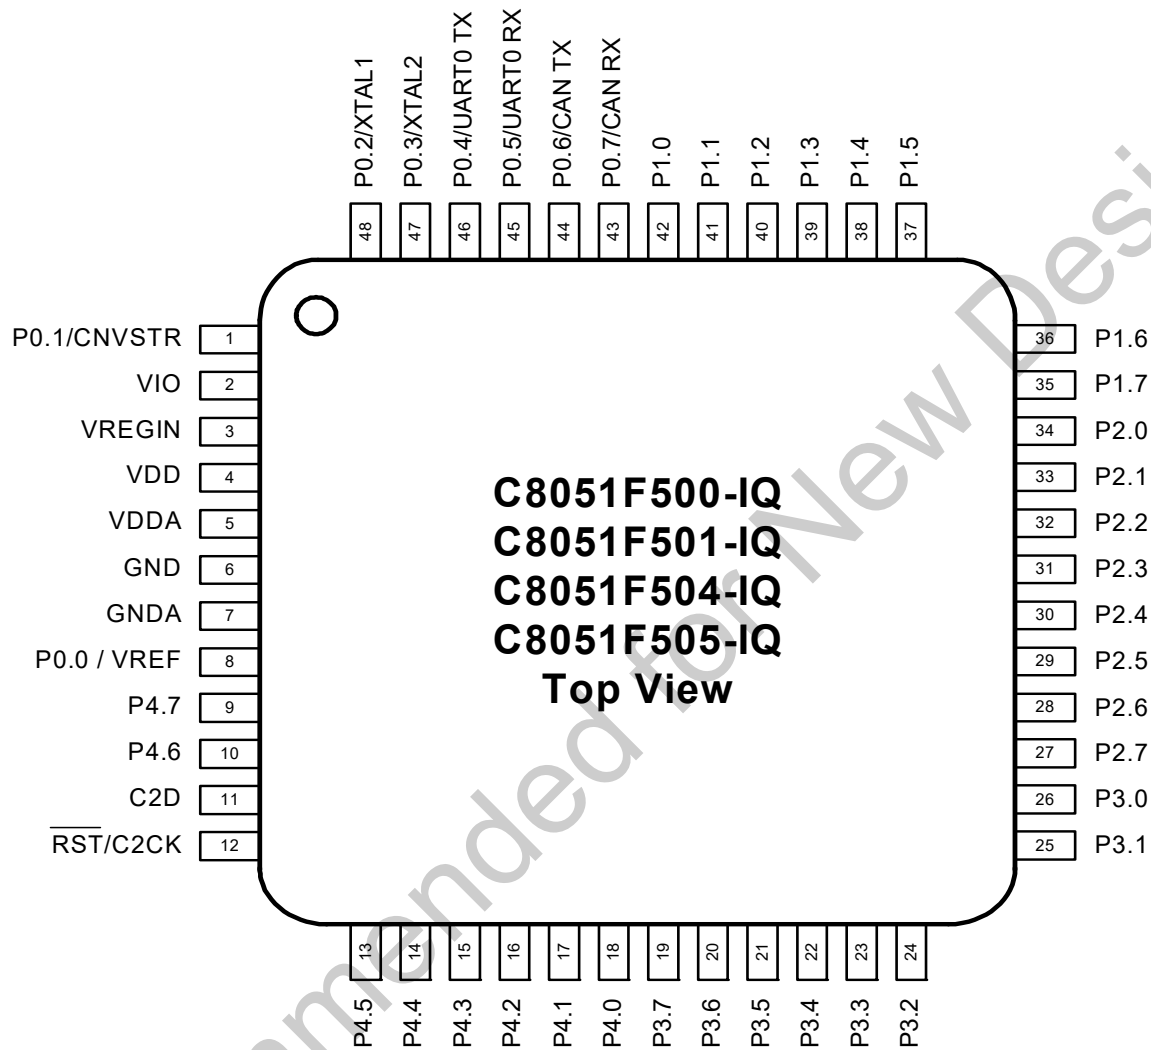 P0.2/XTAL1
P0.3/XTAL2
P0.4/UART0 TX
P0.5/UART0 RX
P0.6/CAN TX
P0.7/CAN RX
P1.0
P1.1
P1.2
P1.3
P1.4
P1.5
48
47
46
45
44
43
42
41
40
39
38
37
P0.1/CNVSTR 1
VIO 2
VREGIN 3
VDD 4
VDDA 5
GND 6
GNDA 7
P0.0 / VREF 8
P4.7 9
P4.6 10
C2D 11
RST/C2CK 12
C8051F500-IQ
C8051F501-IQ
C8051F504-IQ
C8051F505-IQ
Top View
36 P1.6
35 P1.7
34 P2.0
33 P2.1
32 P2.2
31 P2.3
30 P2.4
29 P2.5
28 P2.6
27 P2.7
26 P3.0
25 P3.1
13
14
15
16
17
18
19
20
21
22
23
24
P4.5
P4.4
P4.3
P4.2
P4.1
P4.0
P3.7
P3.6
P3.5
P3.4
P3.3
P3.2
for New